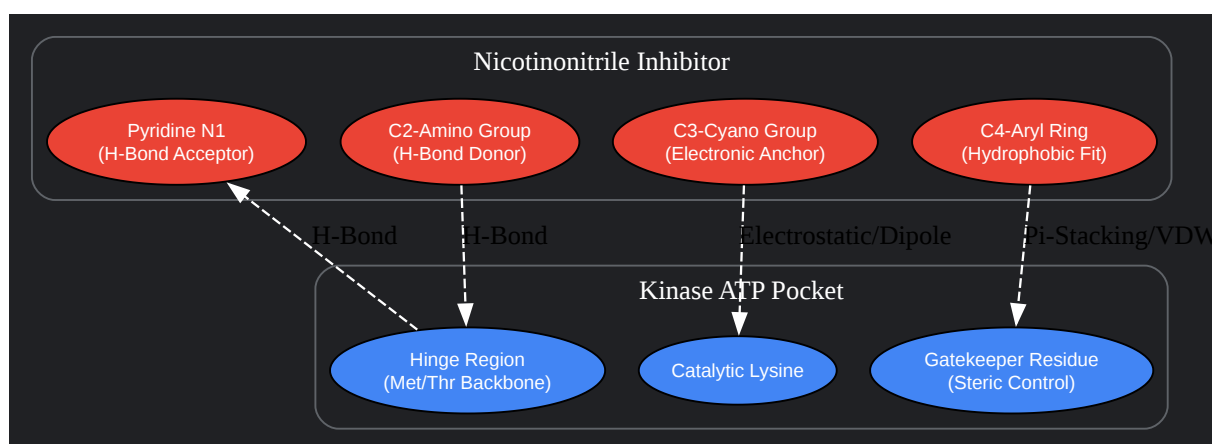 Nicotinonitrile Inhibitor
Pyridine N1
(H-Bond Acceptor)
C2-Amino Group
(H-Bond Donor)
C3-Cyano Group
(Electronic Anchor)
C4-Aryl Ring
(Hydrophobic Fit)
H-Bond
H-Bond
Electrostatic/Dipole
Pi-Stacking/VDW
Kinase ATP Pocket
Hinge Region
(Met/Thr Backbone)
Catalytic Lysine
Gatekeeper Residue
(Steric Control)